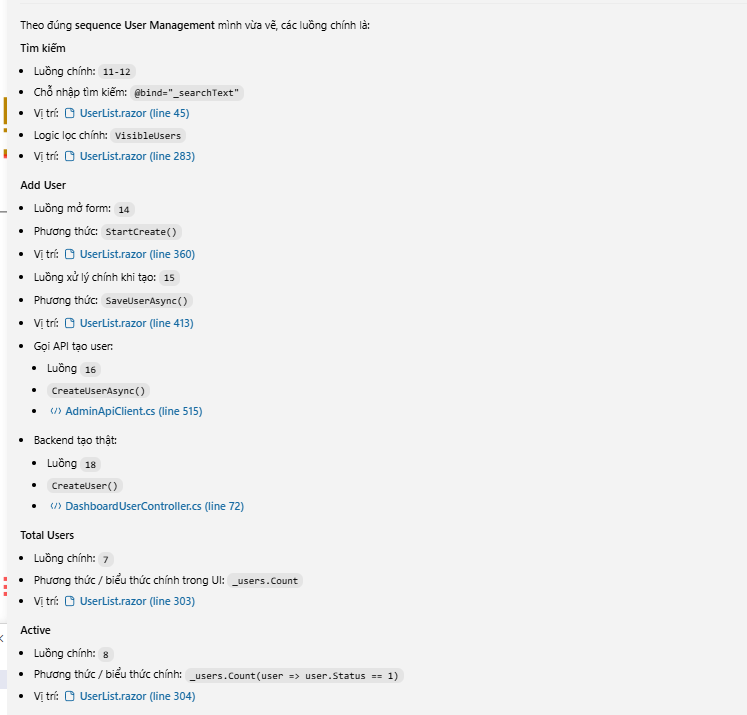 Theo đúng sequence User Management mình vừa vẽ, các luồng chính là:
Tìm kiếm
Luồng chính: 11-12
Chỗ nhập tìm kiếm: @bind="_searchText"
Vị trí: UserList.razor (line 45)
Logic lọc chính: VisibleUsers
Vị trí: UserList.razor (line 283)
Add User
Luồng mở form: 14
Phương thức: StartCreate()
Vị trí: UserList.razor (line 360)
Luồng xử lý chính khi tạo: 15
Phương thức: SaveUserAsync()
Vị trí: UserList.razor (line 413)
Gọi API tạo user:
Luồng 16
CreateUserAsync()
AdminApiClient.cs (line 515)
Backend tạo thật:
Luồng 18
CreateUser()
DashboardUserController.cs (line 72)
Total Users
Luồng chính: 7
Phương thức / biểu thức chính trong UI: _users.Count
Vị trí: UserList.razor (line 303)
Active
Luồng chính: 8
Phương thức / biểu thức chính: _users.Count(user => user.Status == 1)
Vị trí: UserList.razor (line 304)